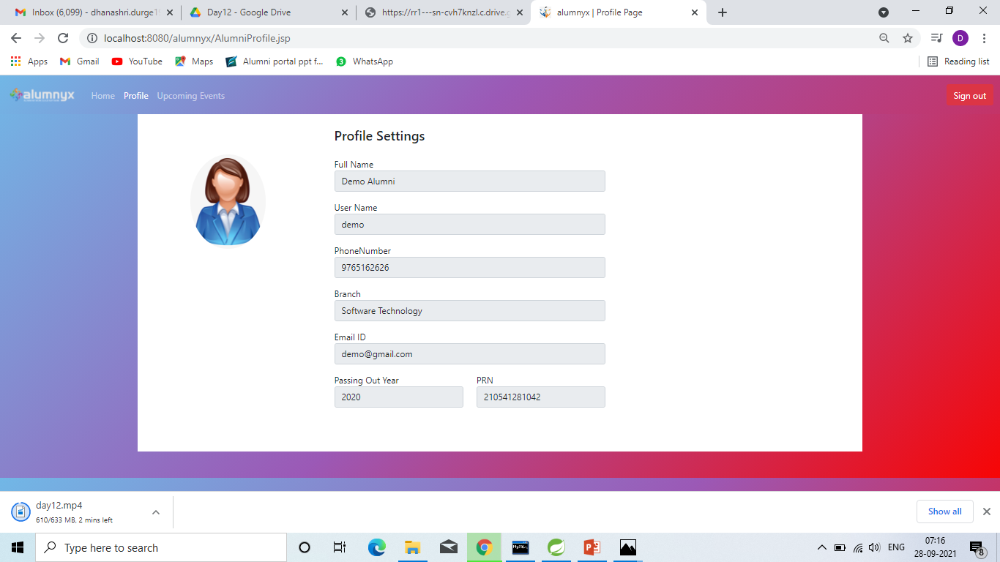 Inbox (6,099) - dhanashri.durge1
Day12 - Google Drive
https://rr1---sn-cvh7knzl.c.drive.g
alumnyx | Profile Page
localhost:8080/alumnyx/AlumniProfile.jsp
D
Apps
Gmail
YouTube
Maps
Alumni portal ppt f...
3
WhatsApp
Reading list
alumnyx
Home
Profile
Upcoming Events
Sign out
Profile Settings
Full Name
Demo Alumni
User Name
demo
PhoneNumber
9765162626
Branch
Software Technology
Email ID
demo@gmail.com
Passing Out Year
PRN
2020
210541281042
day12.mp4
610/633 MB, 2 mins left
Show all
Type here to search
MySQL
ENG
07:16
28-09-2021
8